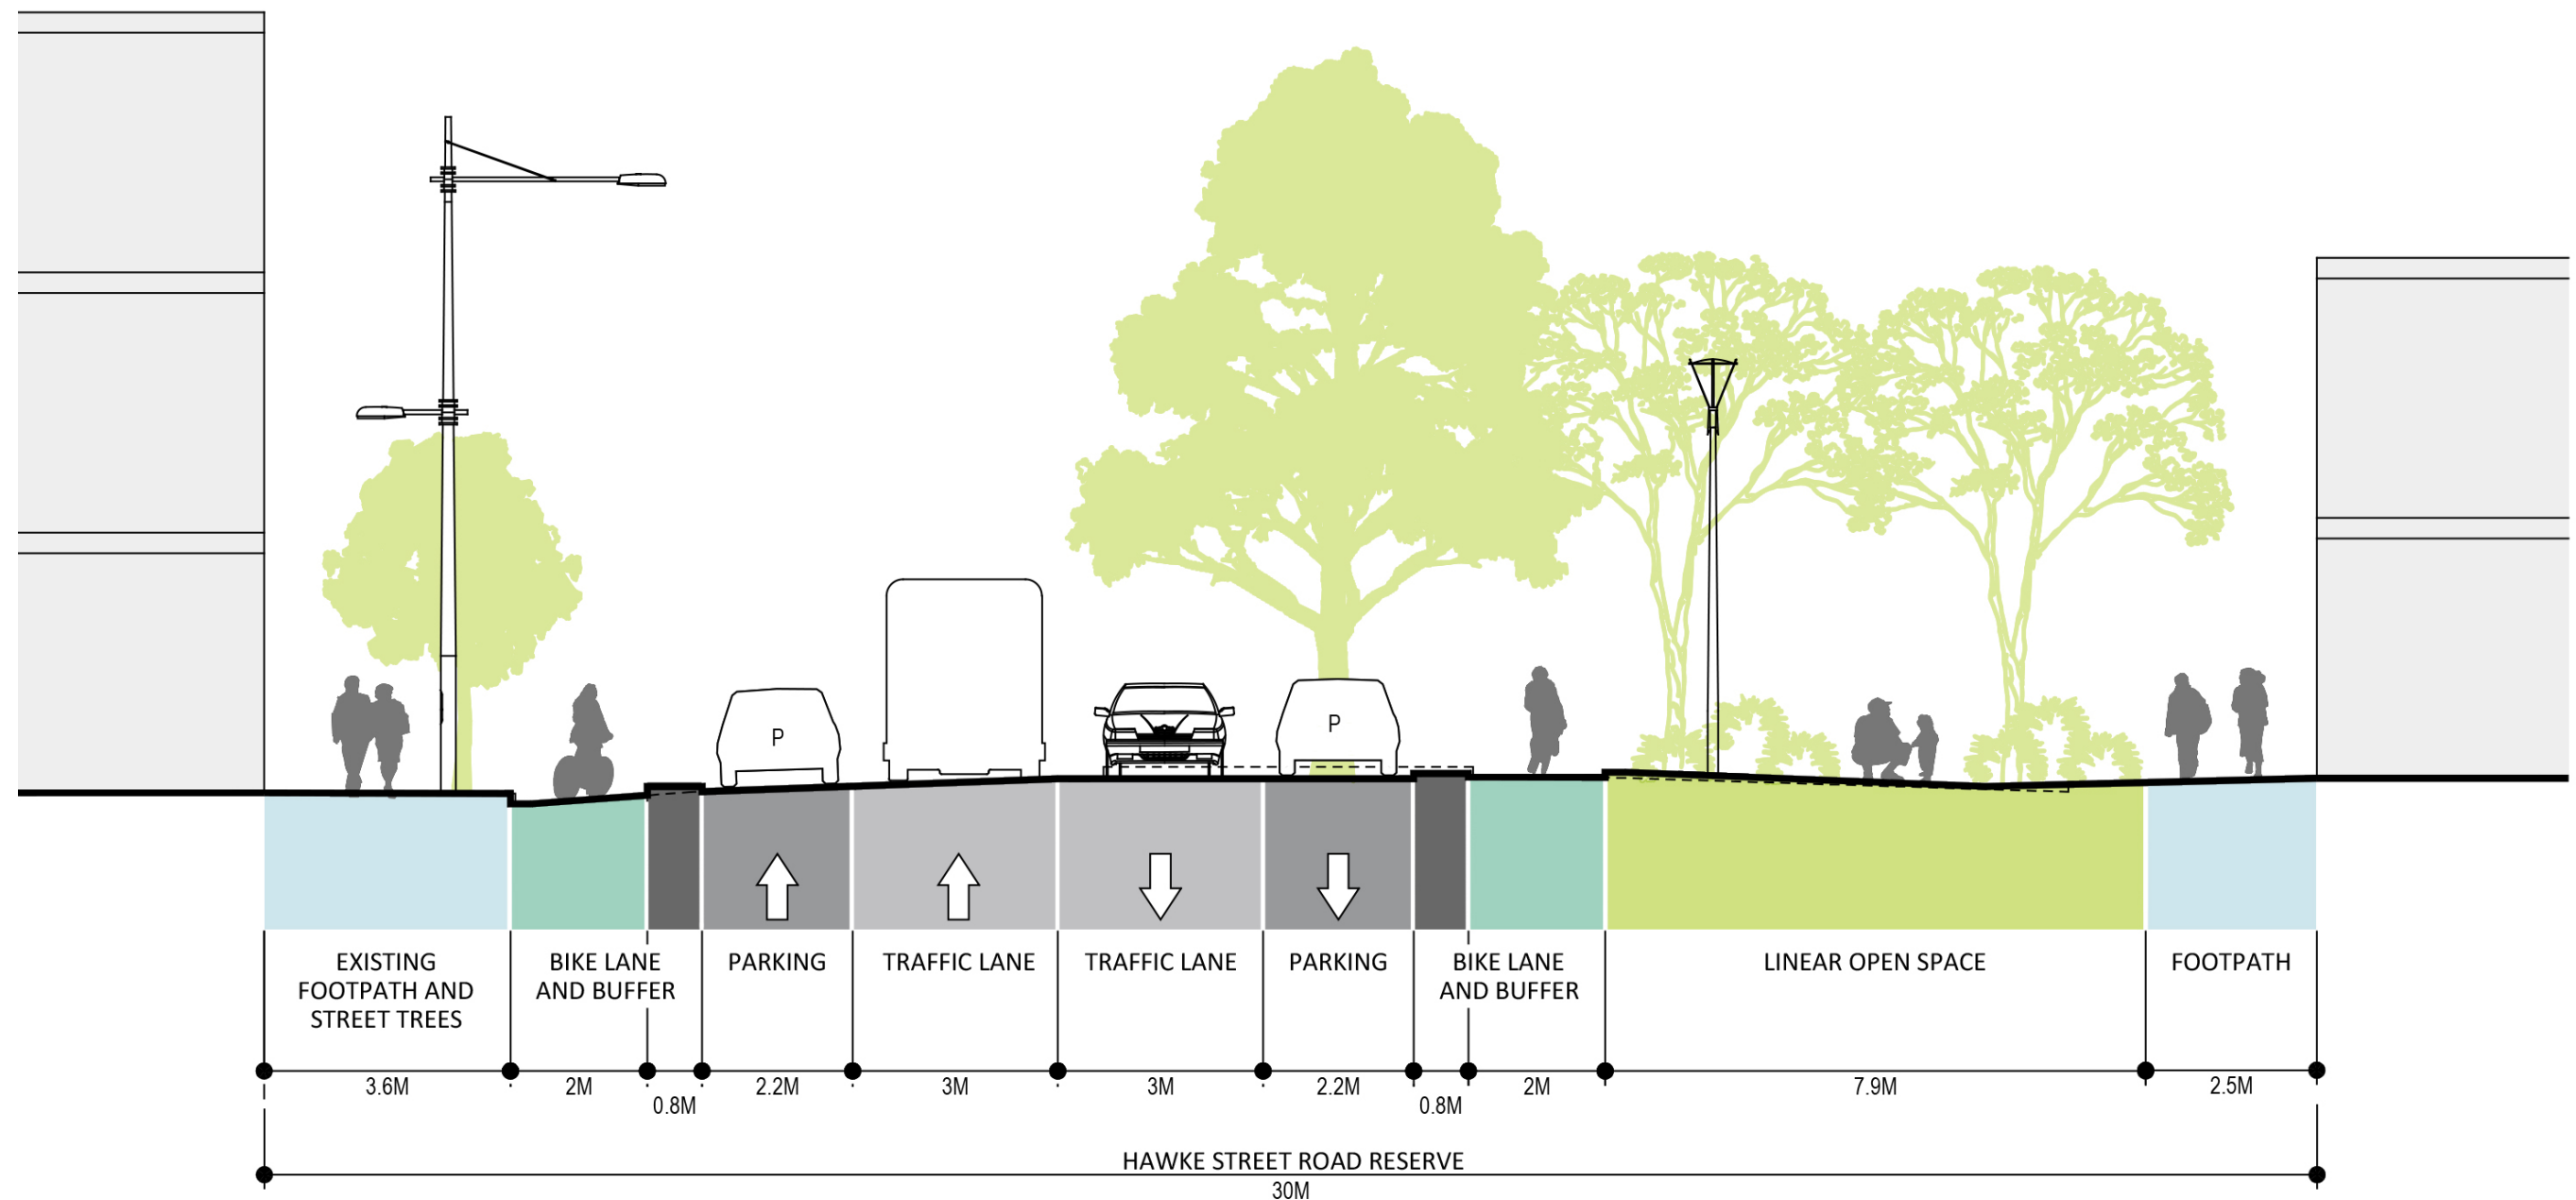 P
P
EXISTING
FOOTPATH AND
STREET TREES
BIKE LANE
AND BUFFER
PARKING
TRAFFIC LANE
TRAFFIC LANE
PARKING
BIKE LANE
AND BUFFER
LINEAR OPEN SPACE
FOOTPATH
3.6M
2M
0.8M
2.2M
3M
3M
2.2M
0.8M
2M
7.9M
2.5M
HAWKE STREET ROAD RESERVE
30M